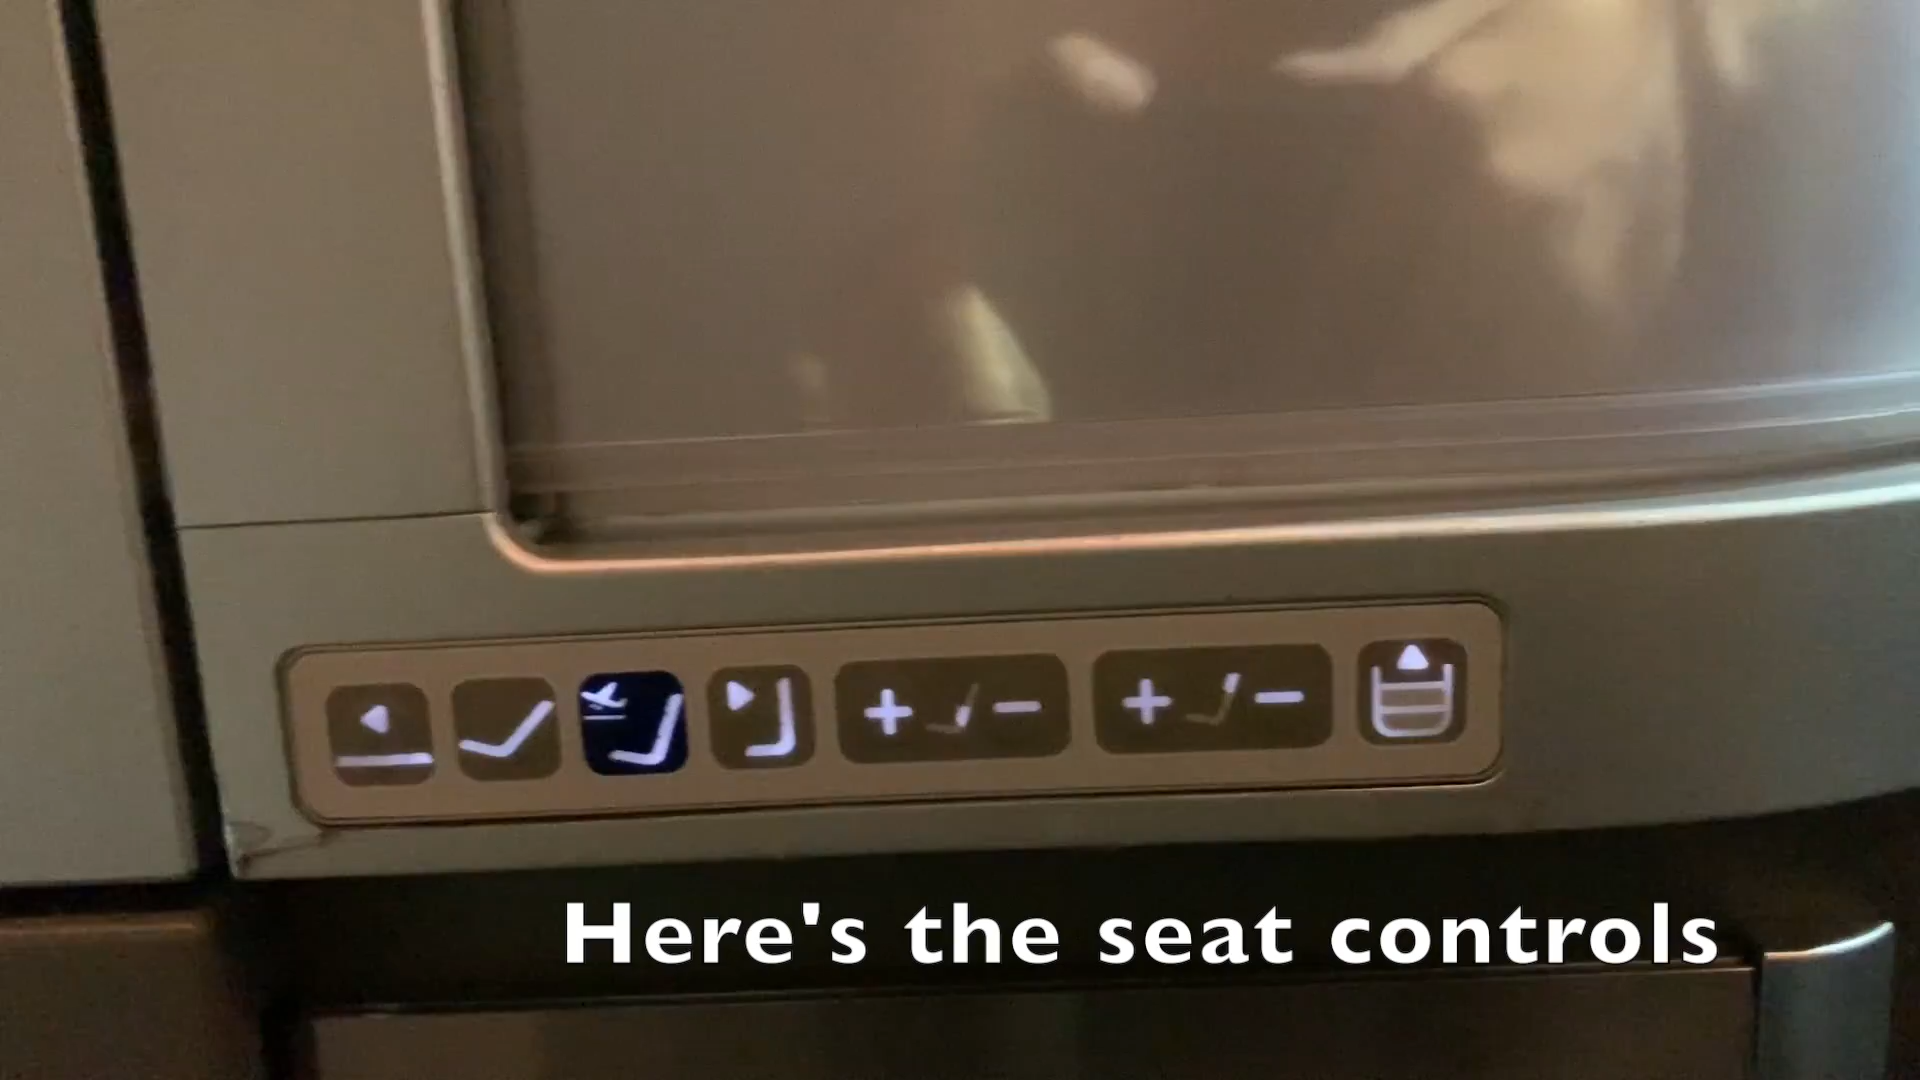 + -
+ -
Here's the seat controls